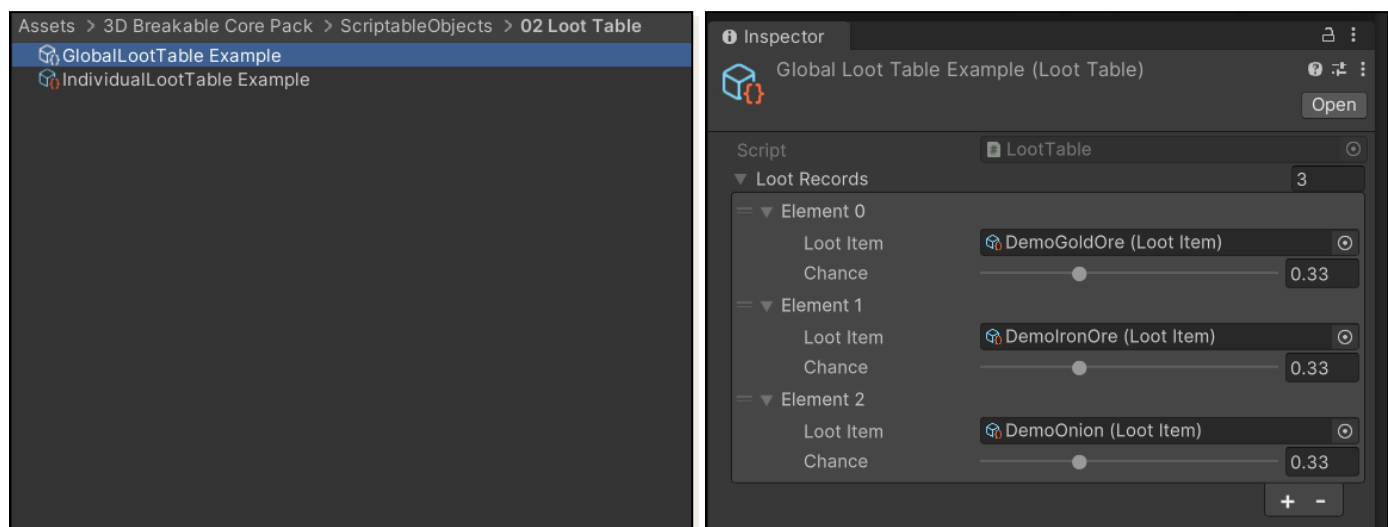 Assets > 3D Breakable Core Pack > ScriptableObjects > 02 Loot Table
GlobalLootTable Example
IndividualLootTable Example
Inspector
Global Loot Table Example (Loot Table)
Open
Script LootTable
Loot Records 3
Element 0
Loot Item DemoGoldOre (Loot Item)
Chance 0.33
Element 1
Loot Item DemoIronOre (Loot Item)
Chance 0.33
Element 2
Loot Item DemoOnion (Loot Item)
Chance 0.33
+ -